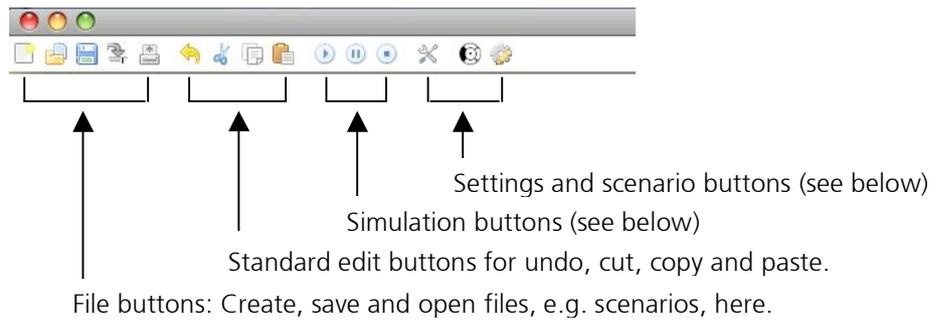 Settings and scenario buttons (see below)
Simulation buttons (see below)
Standard edit buttons for undo, cut, copy and paste.
File buttons: Create, save and open files, e.g. scenarios, here.